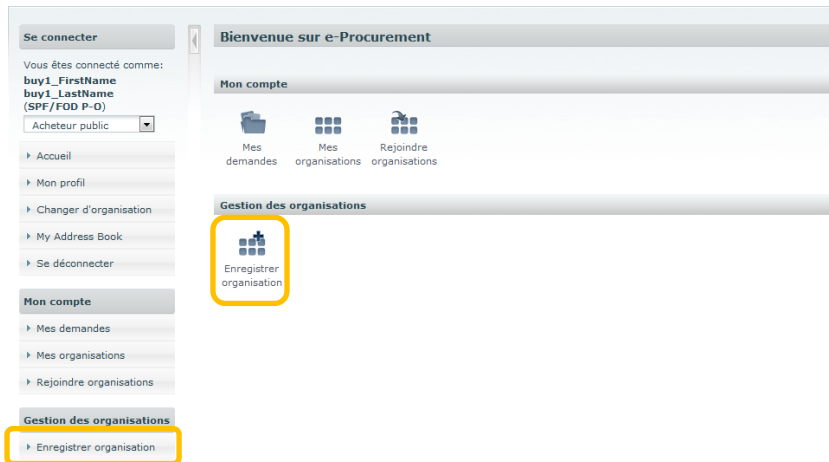 Se connecter
Vous êtes connecté comme:
buy1_FirstName
buy1_LastName
(SPF/FOD P-O)
Acheteur public
Accueil
Mon profil
Changer d'organisation
My Address Book
Se déconnecter
Mon compte
Mes demandes
Mes organisations
Rejoindre organisations
Gestion des organisations
Enregistrer organisation
Bienvenue sur e-Procurement
Mon compte
Mes
demandes
Mes
organisations
Rejoindre
organisations
Gestion des organisations
Enregistrer
organisation